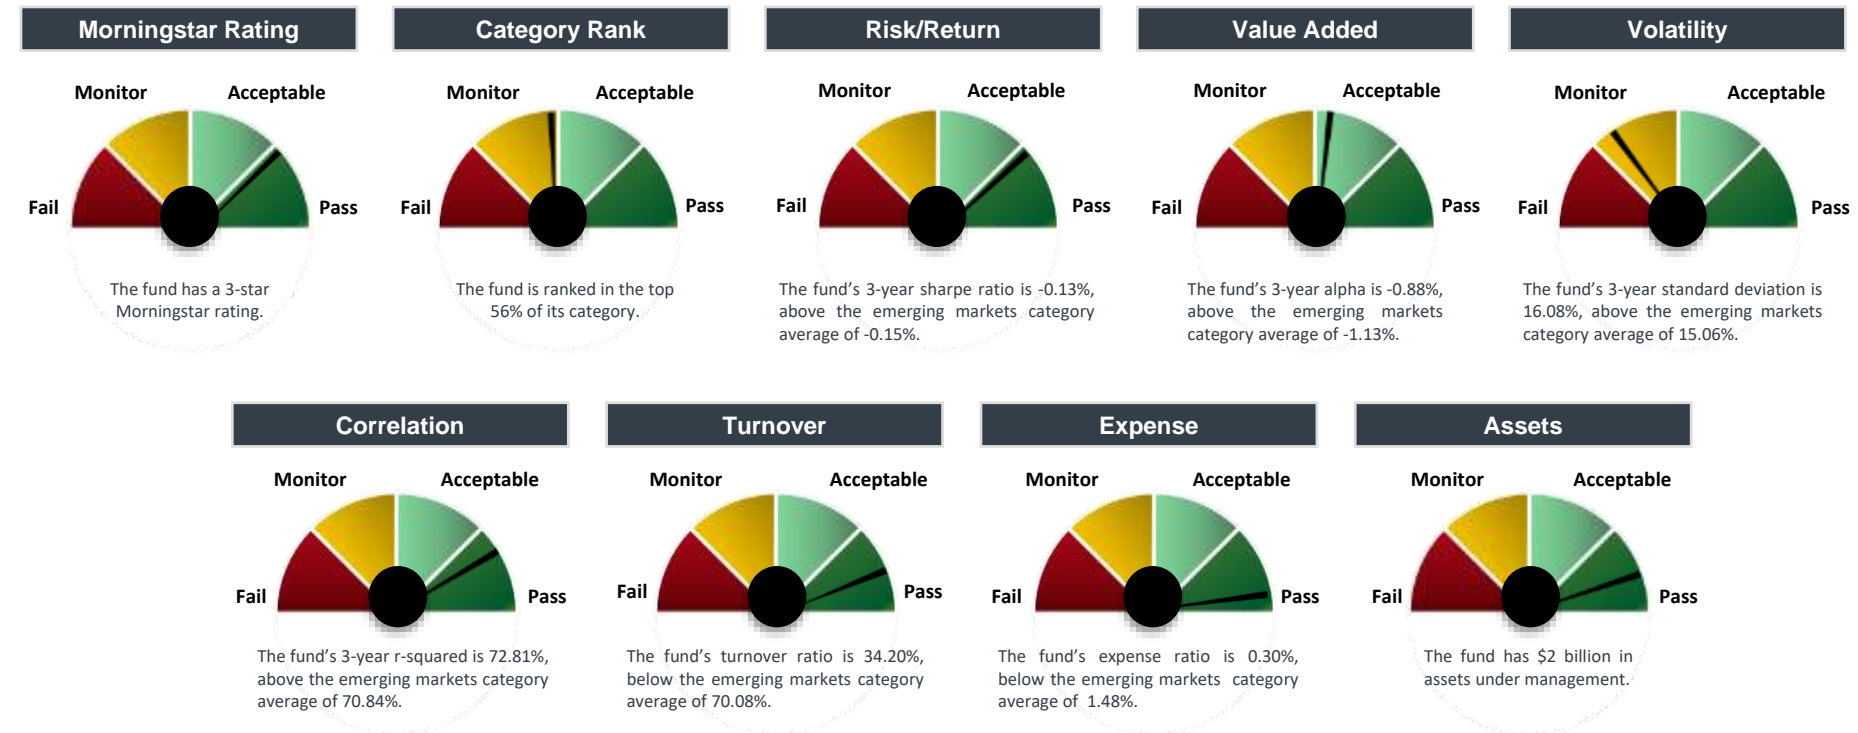 Morningstar Rating
Category Rank
Risk/Return
Value Added
Volatility
Monitor
Acceptable
Fail
Pass
The fund has a 3-star
Morningstar rating.
Monitor
Acceptable
Fail
Pass
The fund is ranked in the top
56% of its category.
Monitor
Acceptable
Fail
Pass
The fund's 3-year sharpe ratio is -0.13%,
above the emerging markets category
average of -0.15%.
Monitor
Acceptable
Fail
Pass
The fund's 3-year alpha is -0.88%,
above the emerging markets
category average of -1.13%.
Monitor
Acceptable
Fail
Pass
The fund's 3-year standard deviation is
16.08%, above the emerging markets
category average of 15.06%.
Correlation
Turnover
Expense
Assets
Monitor
Acceptable
Fail
Pass
The fund's 3-year r-squared is 72.81%,
above the emerging markets category
average of 70.84%.
Monitor
Acceptable
Fail
Pass
The fund's turnover ratio is 34.20%,
below the emerging markets category
average of 70.08%.
Monitor
Acceptable
Fail
Pass
The fund's expense ratio is 0.30%,
below the emerging markets category
average of 1.48%.
Monitor
Acceptable
Fail
Pass
The fund has $2 billion in
assets under management.